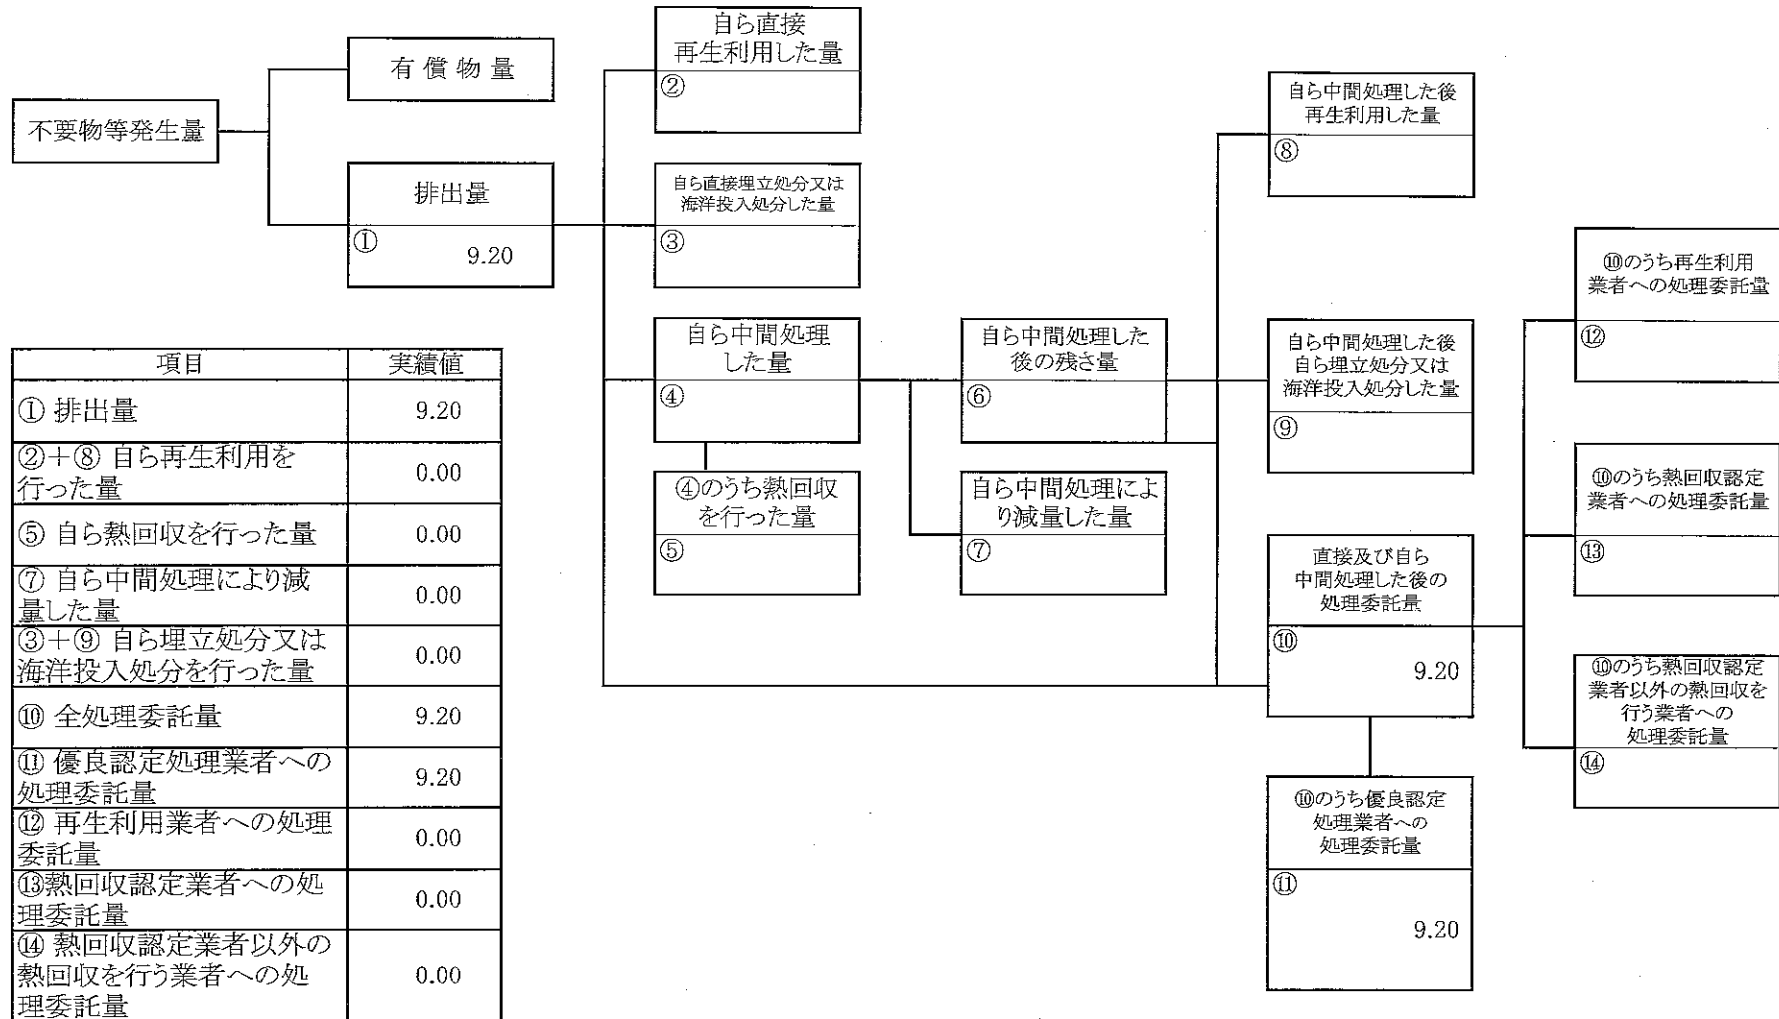 不要物等発生量
有 償 物 量
排出量
①
9.20
自ら直接
再生利用した量
②
自ら直接埋立処分又は
海洋投入処分した量
③
自ら中間処理
した量
④
④のうち熱回収
を行った量
⑤
自ら中間処理した
後の残さ量
⑥
自ら中間処理によ
り減量した量
⑦
自ら中間処理した後
再生利用した量
⑧
自ら中間処理した後
自ら埋立処分又は
海洋投入処分した量
⑨
直接及び自ら
中間処理した後の
処理委託量
⑩
9.20
⑩のうち優良認定
処理業者への
処理委託量
⑪
9.20
⑩のうち再生利用
業者への処理委託量
⑫
⑩のうち熱回収認定
業者への処理委託量
⑬
⑩のうち熱回収認定
業者以外の熱回収を
行う業者への
処理委託量
⑭
項目 実績値
① 排出量 9.20
②＋⑧ 自ら再生利用を
行った量 0.00
⑤ 自ら熱回収を行った量 0.00
⑦ 自ら中間処理により減
量した量 0.00
③＋⑨ 自ら埋立処分又は
海洋投入処分を行った量 0.00
⑩ 全処理委託量 9.20
⑪ 優良認定処理業者への
処理委託量 9.20
⑫ 再生利用業者への処理
委託量 0.00
⑬熱回収認定業者への処
理委託量 0.00
⑭ 熱回収認定業者以外の
熱回収を行う業者への処
理委託量 0.00